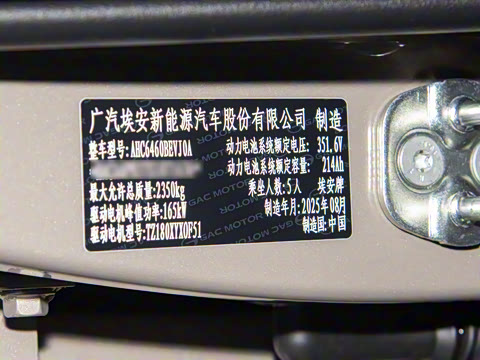 广汽埃安新能源汽车股份有限公司 制造
整车型号:AHC6460BEVJ0A 动力电池系统额定电压: 351.6V
动力电池系统额定容量: 214Ah
最大允许总质量:2350kg 乘坐人数:5人 埃安牌
驱动电机峰值功率:165kW 制造年月:2025年08月
驱动电机型号:TZ180XYX0F51 制造国:中国
GAC MOTOR